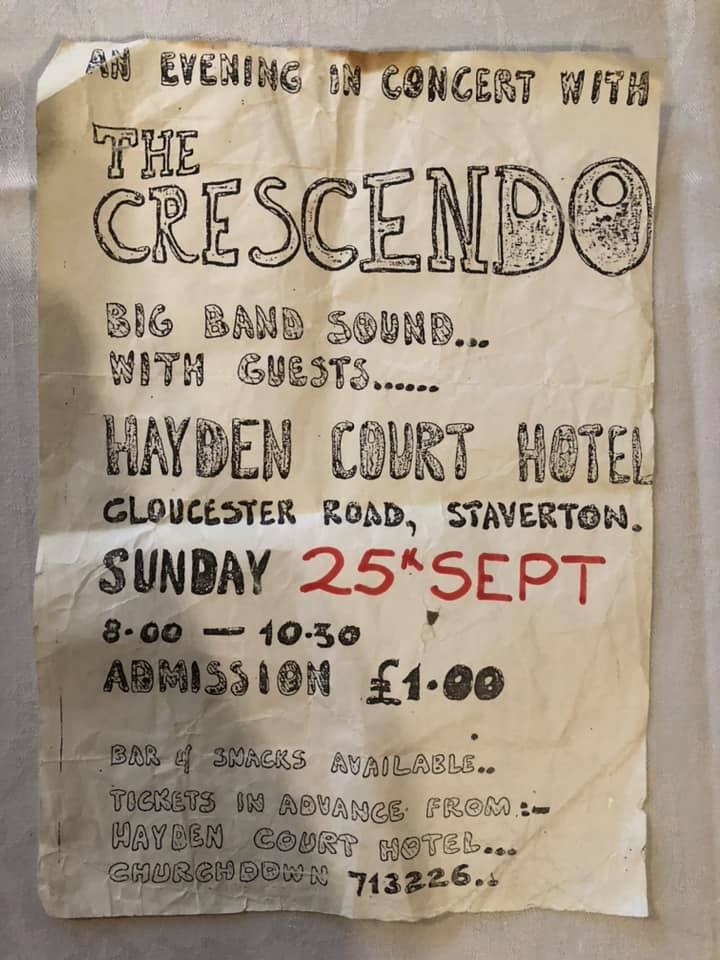 AN EVENING IN CONCERT WITH
THE
CRESCENDO
BIG BAND SOUND...
WITH GUESTS......
HAYDEN COURT HOTEL
GLOUCESTER ROAD, STAVERTON.
SUNDAY 25th SEPT
8.00 — 10.30
ADMISSION £1.00
BAR & SNACKS AVAILABLE..
TICKETS IN ADVANCE FROM:-
HAYDEN COURT HOTEL...
CHURCHDOWN 713226..